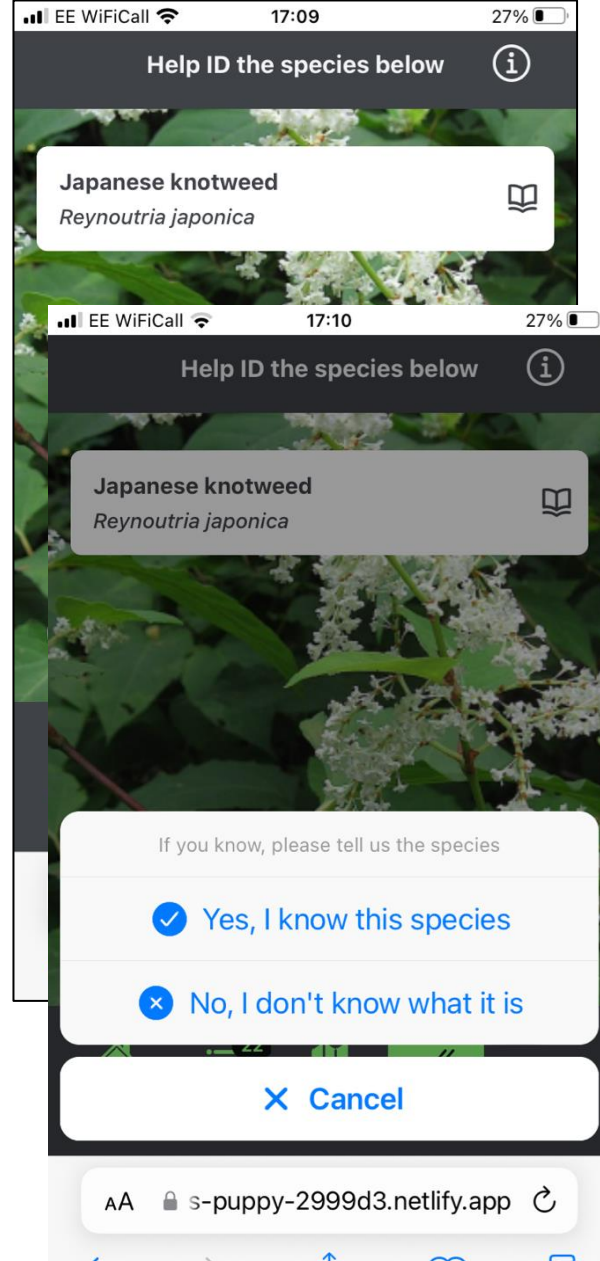 EE WiFiCall 17:09 27%
Help ID the species below
Japanese knotweed
Reynoutria japonica
EE WiFiCall 17:10 27%
Help ID the species below
Japanese knotweed
Reynoutria japonica
If you know, please tell us the species
Yes, I know this species
No, I don't know what it is
22
Cancel
AA s-puppy-2999d3.netlify.app